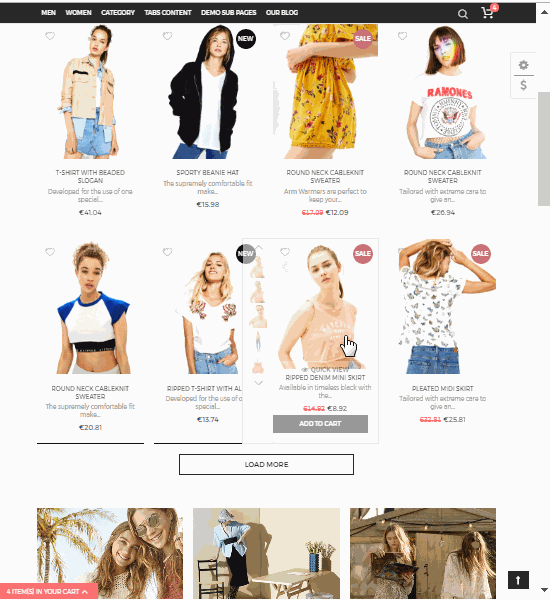 MEN WOMEN CATEGORY TABS CONTENT DEMO SUB PAGES OUR BLOG
4
NEW
SALE
RAMONES
$
T-SHIRT WITH BEADED
SLOGAN
Developed for the use of one
special...
€41.04
SPORTY BEANIE HAT
The supremely comfortable fit
make...
€15.98
ROUND NECK CABLEKNIT
SWEATER
Arm Warmers are perfect to
keep your...
€17.09 €12.09
ROUND NECK CABLEKNIT
SWEATER
Tailored with extreme care to
give an...
€26.94
NEW
SALE
SALE
ROUND NECK CABLEKNIT
SWEATER
The supremely comfortable fit
make...
€20.81
RIPPED T-SHIRT WITH AL
Developed for the use of o
special...
€13.74
QUICK VIEW
RIPPED DENIM MINI SKIRT
Available in timeless black with
the...
€14.82 €8.92
ADD TO CART
PLEATED MIDI SKIRT
Tailored with extreme care to
give an...
€32.81 €25.81
LOAD MORE
4 ITEM(S) IN YOUR CART